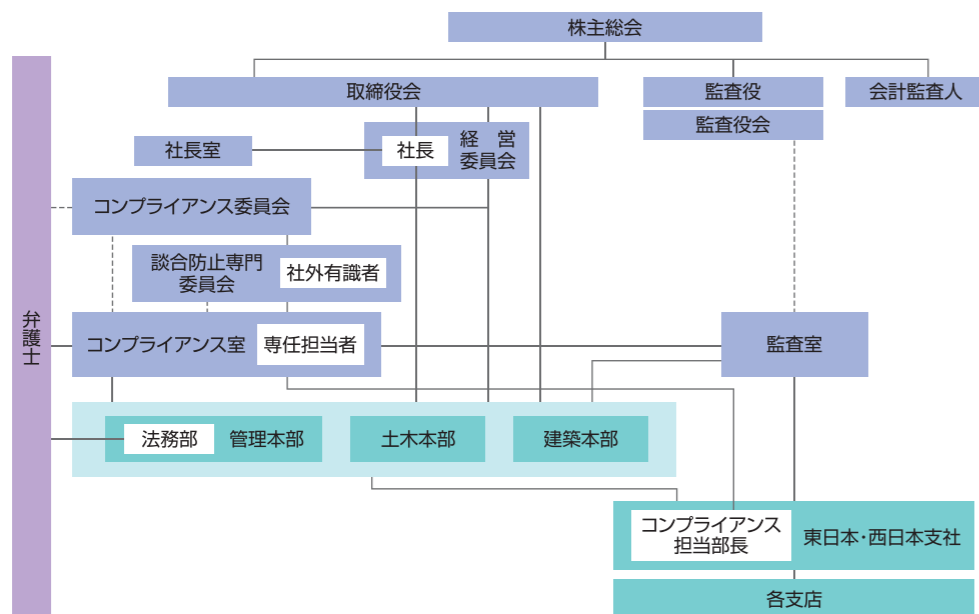 株主総会
取締役会
監査役
会計監査人
監査役会
社長室
社長
経　営
委員会
コンプライアンス委員会
談合防止専門
委員会
社外有識者
弁護士
コンプライアンス室
専任担当者
監査室
法務部
管理本部
土木本部
建築本部
コンプライアンス
担当部長
東日本・西日本支社
各支店